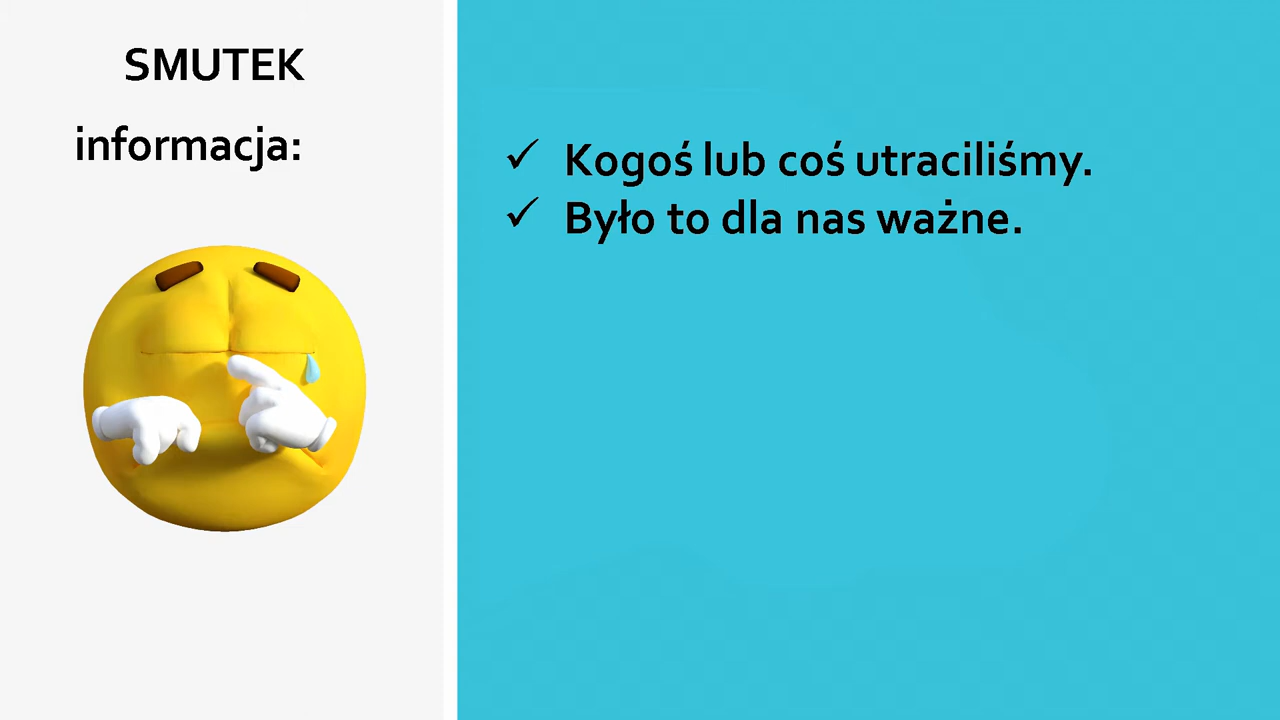 SMUTEK
informacja:
✓ Kogoś lub coś utraciliśmy.
✓ Było to dla nas ważne.